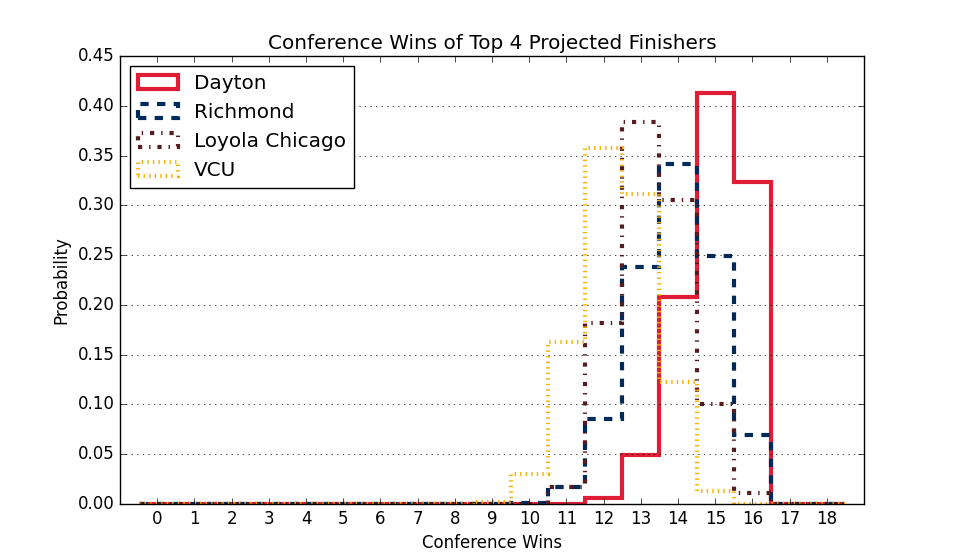 Conference Wins of Top 4 Projected Finishers
0.45
0.40
0.35
0.30
0.25
0.20
0.15
0.10
0.05
0.00
Probability
Dayton
Richmond
Loyola Chicago
VCU
0 1 2 3 4 5 6 7 8 9 10 11 12 13 14 15 16 17 18
Conference Wins